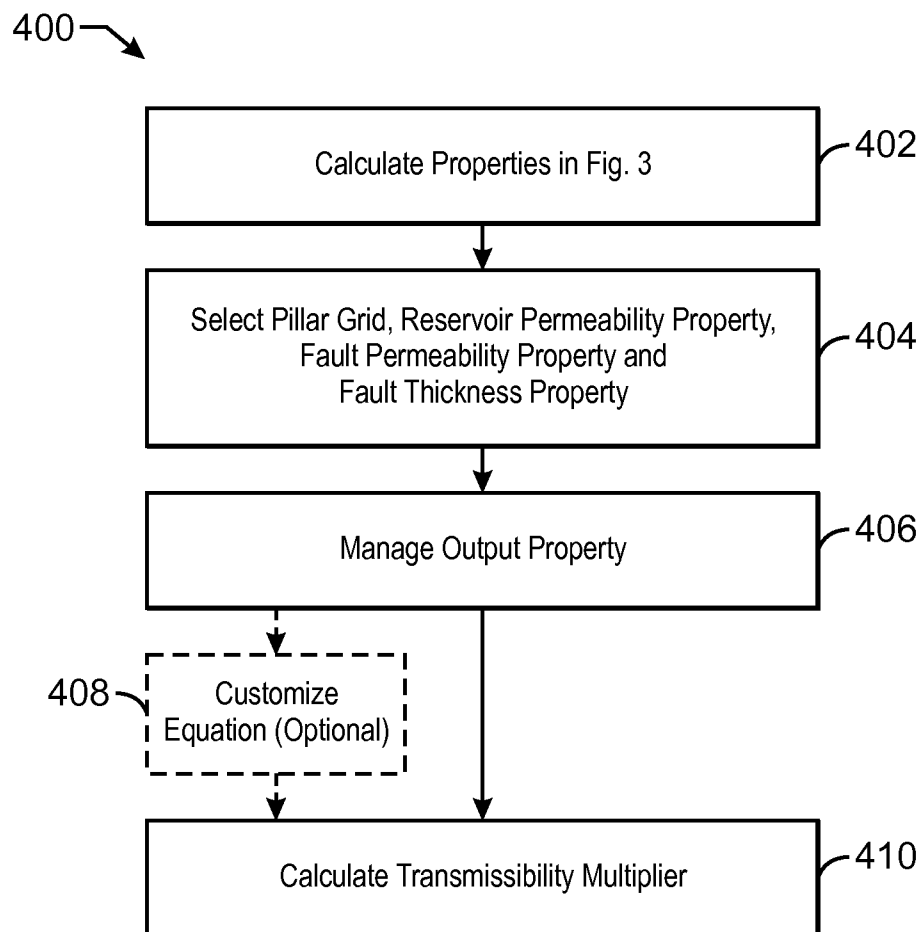 400
Calculate Properties in Fig. 3
402
Select Pillar Grid, Reservoir Permeability Property,
Fault Permeability Property and
Fault Thickness Property
404
Manage Output Property
406
408
Customize
Equation (Optional)
Calculate Transmissibility Multiplier
410